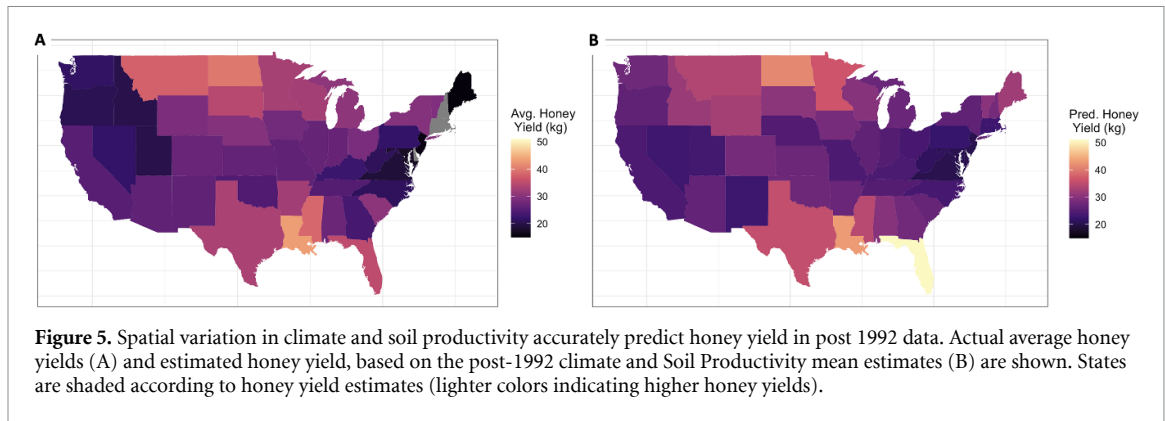 A
B
Avg. Honey
Yield (kg)
50
40
30
20
Pred. Honey
Yield (kg)
50
40
30
20
Figure 5. Spatial variation in climate and soil productivity accurately predict honey yield in post 1992 data. Actual average honey
yields (A) and estimated honey yield, based on the post-1992 climate and Soil Productivity mean estimates (B) are shown. States
are shaded according to honey yield estimates (lighter colors indicating higher honey yields).